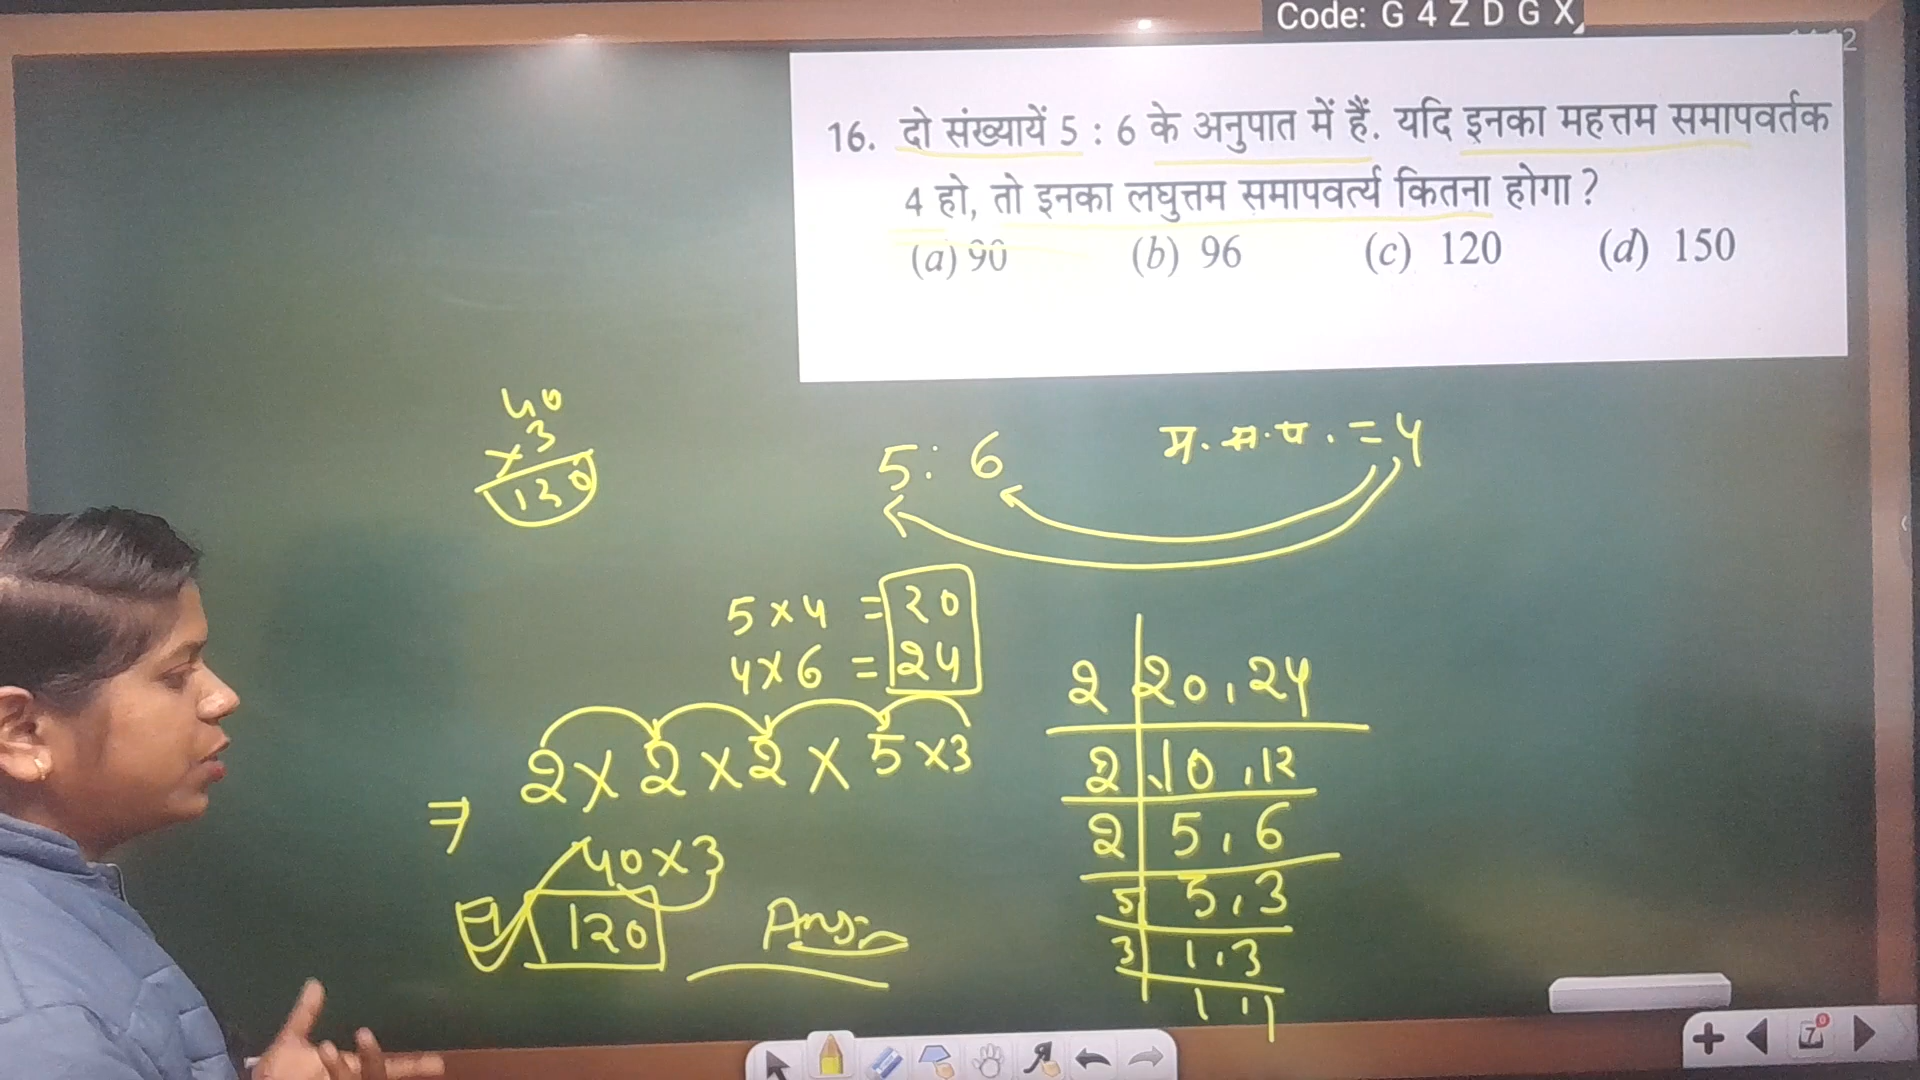 Code: G 4 Z D G X
16. दो संख्यायें 5 : 6 के अनुपात में हैं. यदि इनका महत्तम समापवर्तक
4 हो, तो इनका लघुत्तम समापवर्त्य कितना होगा ?
(a) 90 (b) 96 (c) 120 (d) 150
40
×3
120
5 : 6
म. स. प. = 4
5 × 4 = 20
4 × 6 = 24
2 × 2 × 2 × 5 × 3
40 × 3
120
Ans
2 20, 24
2 10, 12
2 5, 6
5 5, 3
3 1, 3
1, 1